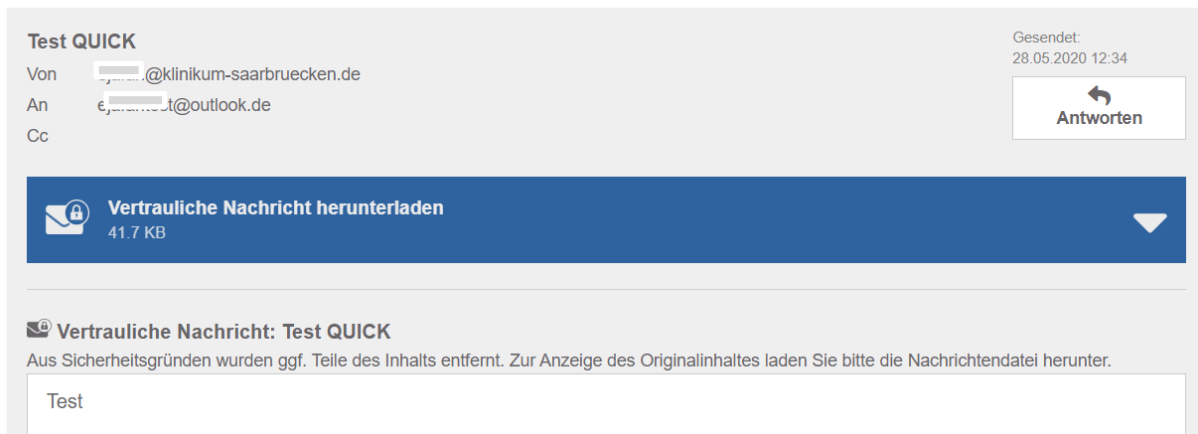 Test QUICK
Gesendet:
28.05.2020 12:34
Von @klinikum-saarbruecken.de
An @outlook.de
Cc
Antworten
Vertrauliche Nachricht herunterladen
41.7 KB
Vertrauliche Nachricht: Test QUICK
Aus Sicherheitsgründen wurden ggf. Teile des Inhalts entfernt. Zur Anzeige des Originalinhaltes laden Sie bitte die Nachrichtendatei herunter.
Test